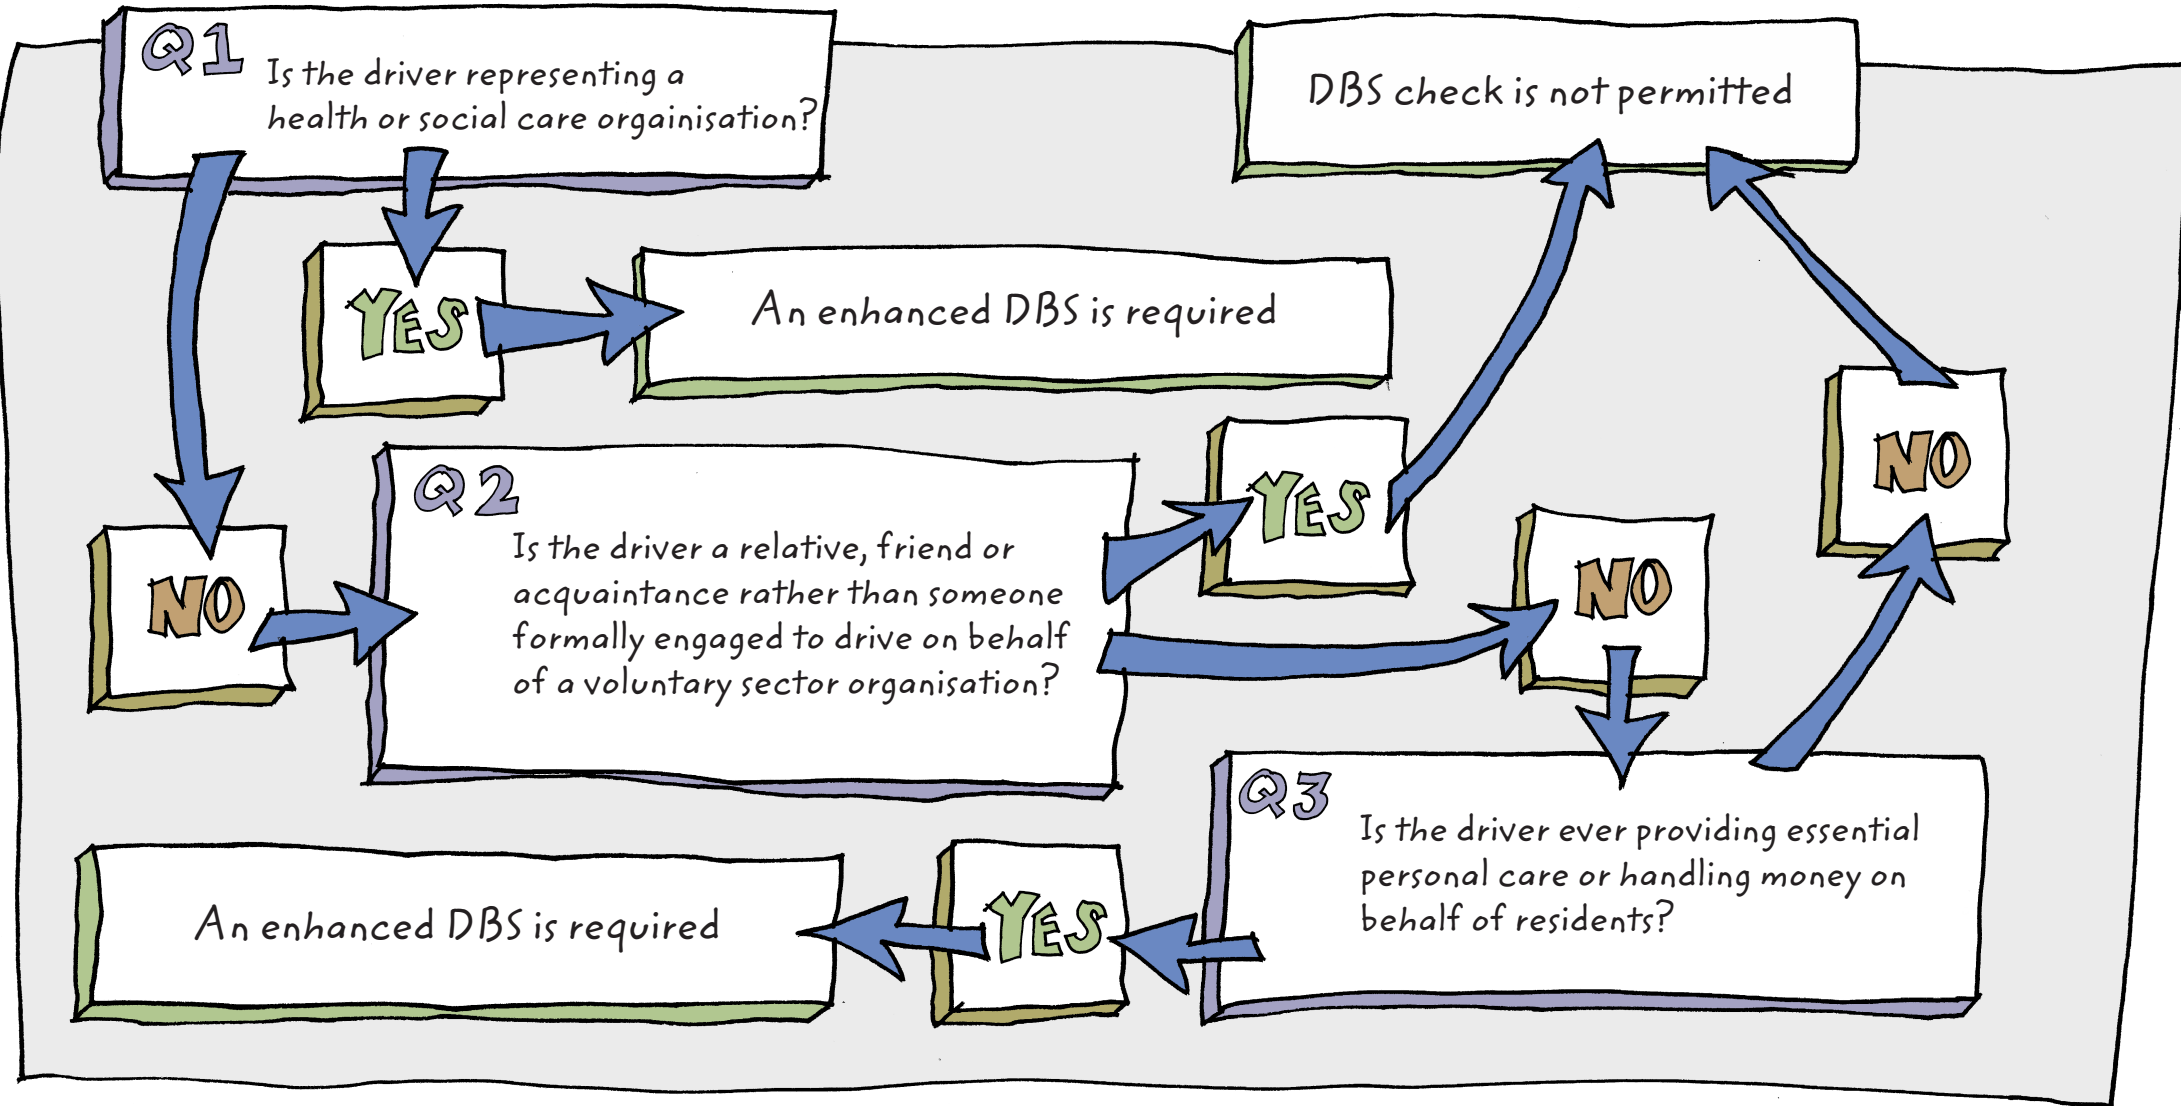 Q1
Is the driver representing a
health or social care orgainisation?
DBS check is not permitted
YES
An enhanced DBS is required
NO
Q2
Is the driver a relative, friend or
acquaintance rather than someone
formally engaged to drive on behalf
of a voluntary sector organisation?
YES
NO
NO
Q3
Is the driver ever providing essential
personal care or handling money on
behalf of residents?
YES
An enhanced DBS is required